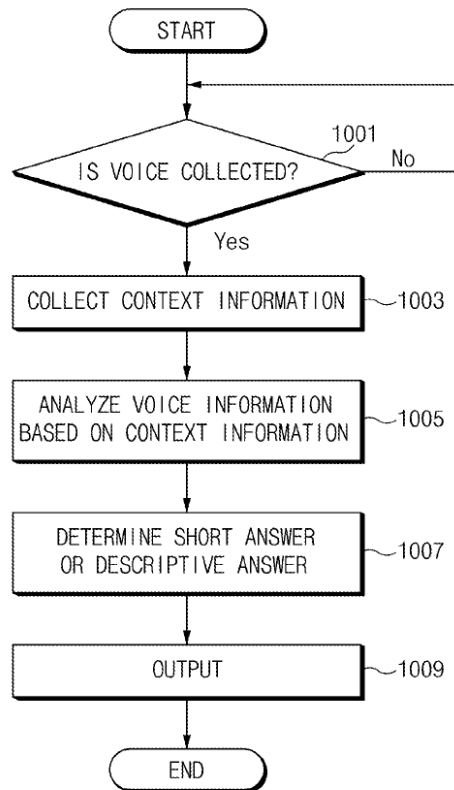 START
1001
IS VOICE COLLECTED?
No
Yes
COLLECT CONTEXT INFORMATION
1003
ANALYZE VOICE INFORMATION
BASED ON CONTEXT INFORMATION
1005
DETERMINE SHORT ANSWER
OR DESCRIPTIVE ANSWER
1007
OUTPUT
1009
END